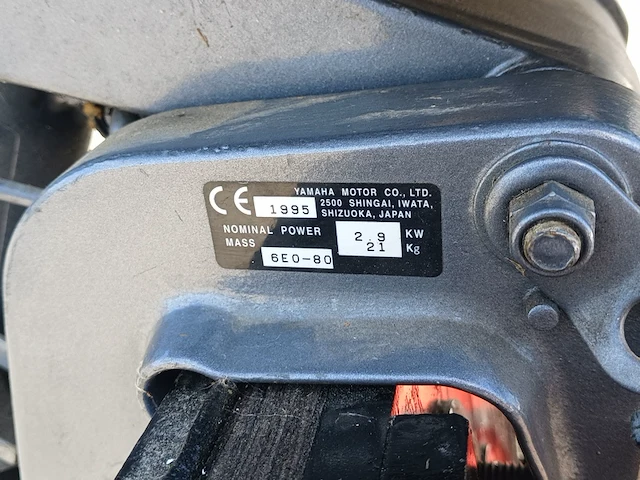 CE 1995 YAMAHA MOTOR CO., LTD.
2500 SHINGAI, IWATA,
SHIZUOKA, JAPAN
NOMINAL POWER 2.9 KW
MASS 21 Kg
6E0-80